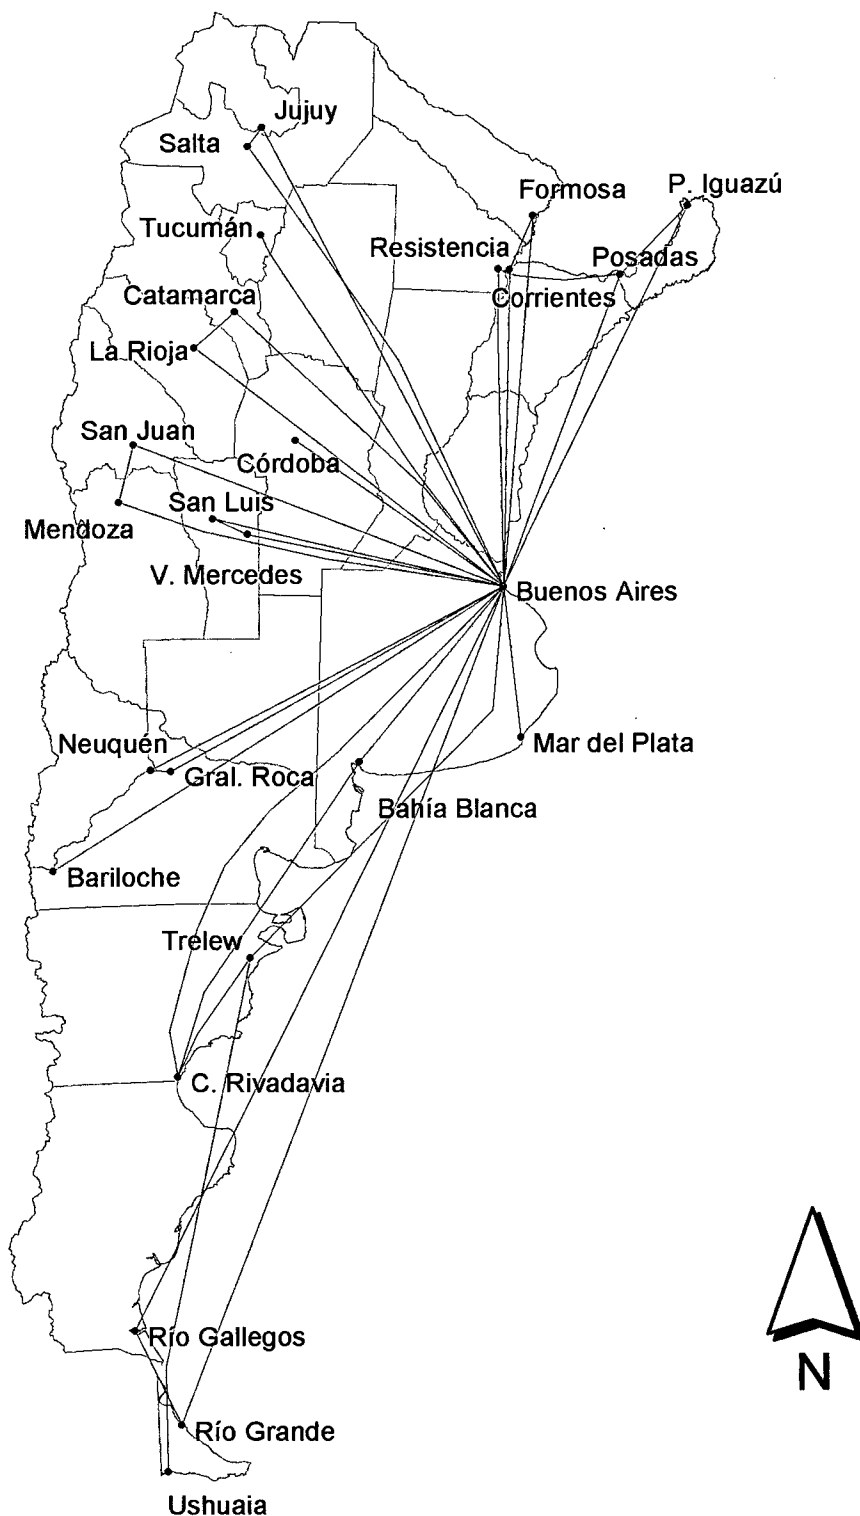 Jujuy
Salta
P. Iguazú
Formosa
Tucumán
Resistencia
Posadas
Catamarca
Corrientes
La Rioja
San Juan
Córdoba
San Luis
Mendoza
V. Mercedes
Buenos Aires
Neuquén
Mar del Plata
Gral. Roca
Bahía Blanca
Bariloche
Trelew
C. Rivadavia
Río Gallegos
N
Río Grande
Ushuaia